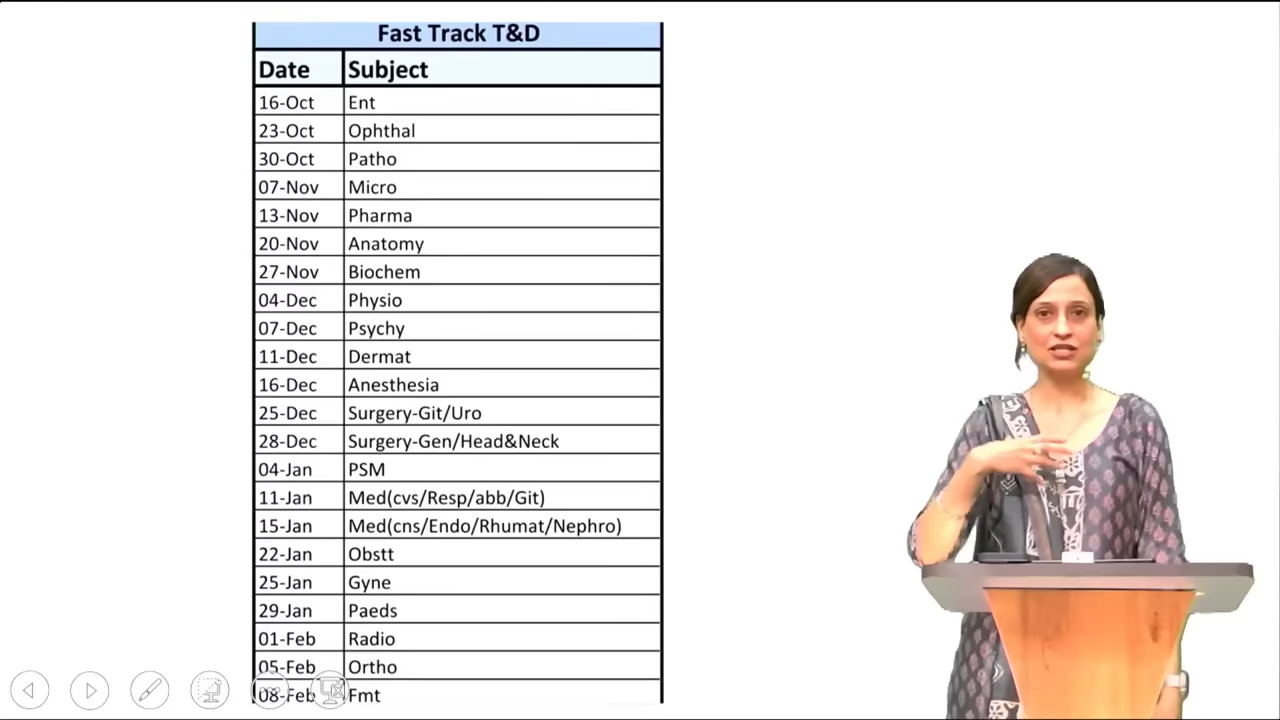 Fast Track T&D
Date Subject
16-Oct Ent
23-Oct Ophthal
30-Oct Patho
07-Nov Micro
13-Nov Pharma
20-Nov Anatomy
27-Nov Biochem
04-Dec Physio
07-Dec Psychy
11-Dec Dermat
16-Dec Anesthesia
25-Dec Surgery-Git/Uro
28-Dec Surgery-Gen/Head&Neck
04-Jan PSM
11-Jan Med(cvs/Resp/abb/Git)
15-Jan Med(cns/Endo/Rhumat/Nephro)
22-Jan Obstt
25-Jan Gyne
29-Jan Paeds
01-Feb Radio
05-Feb Ortho
08-Feb Fmt